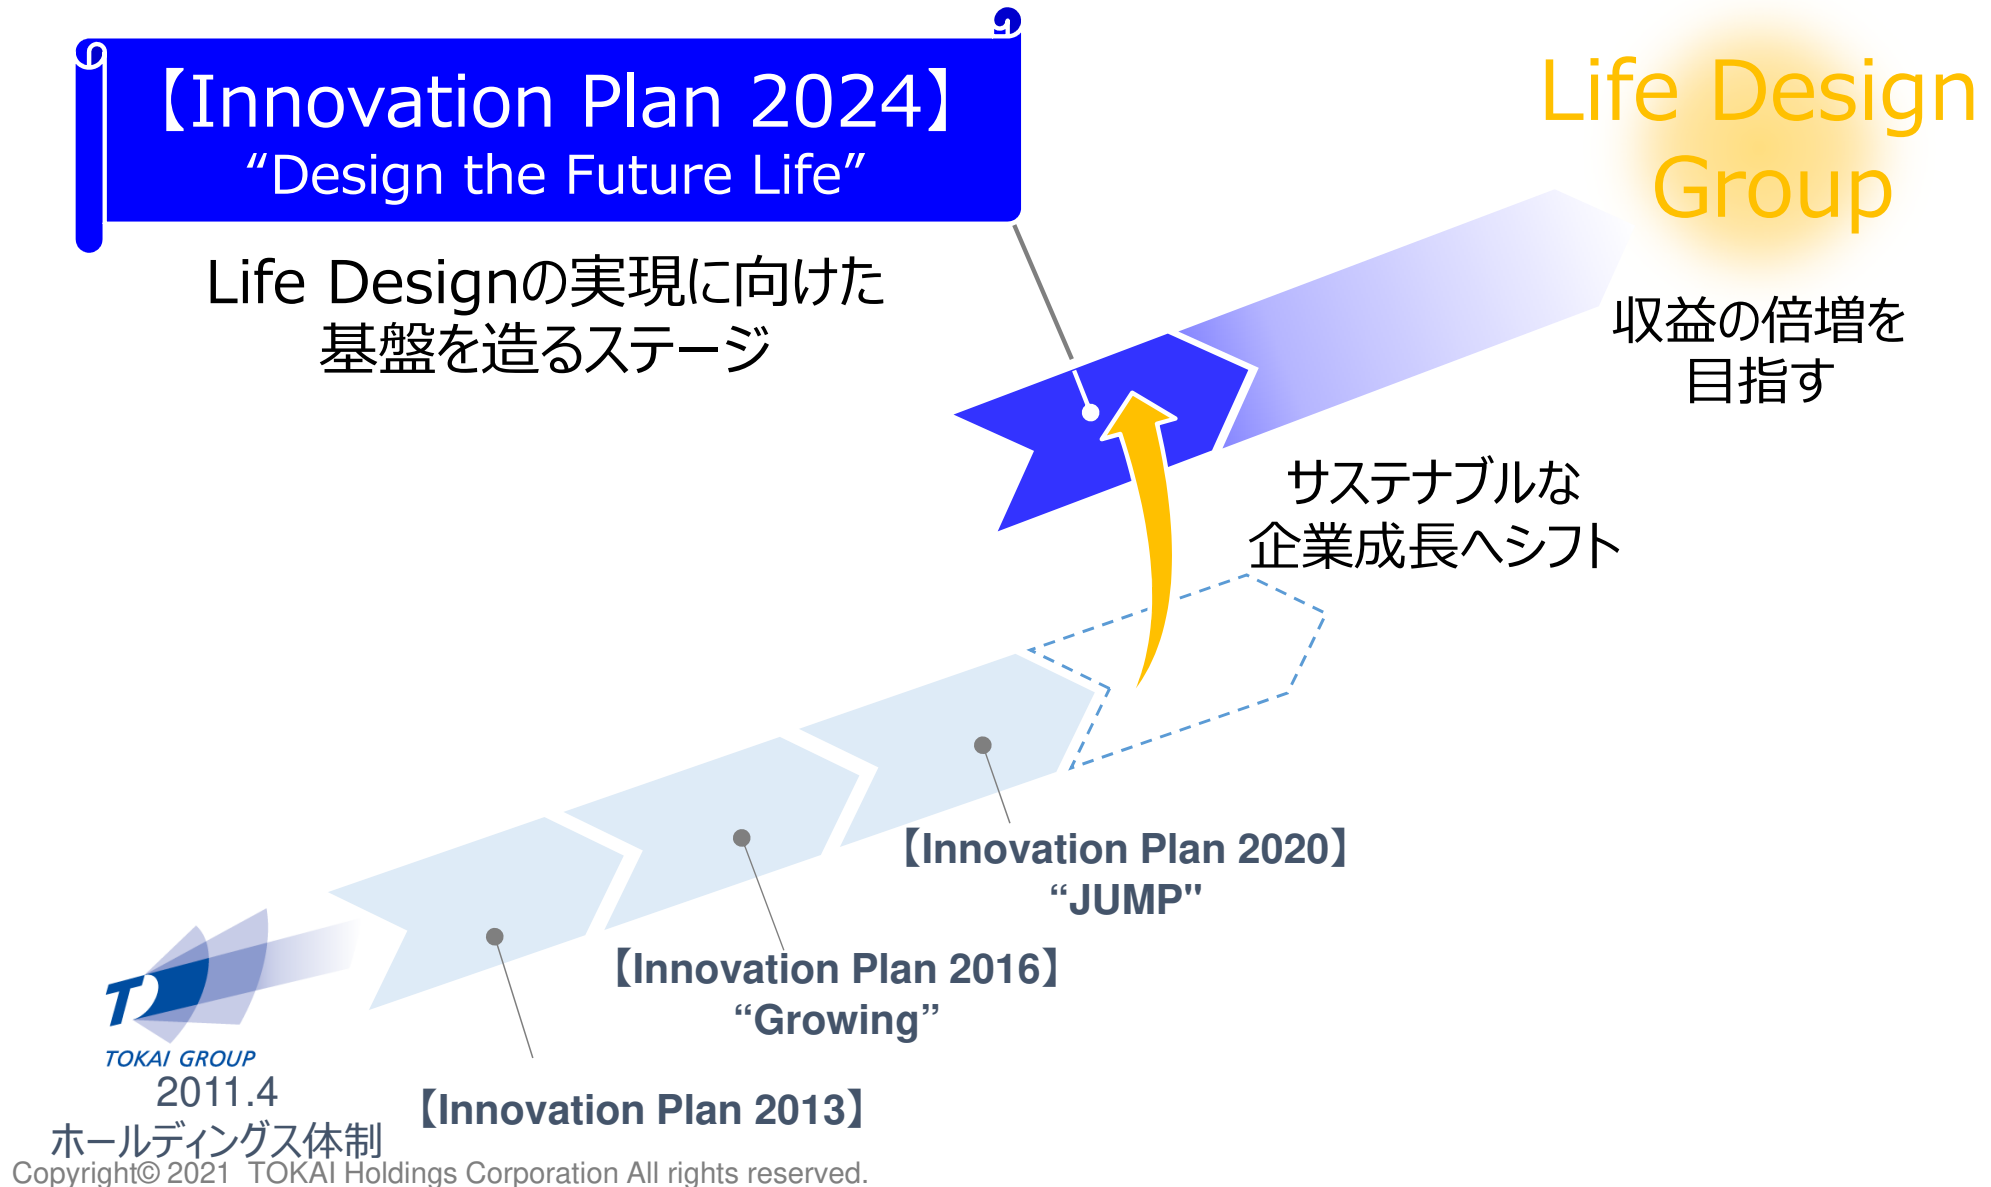 【Innovation Plan 2024】
“Design the Future Life”
Life Designの実現に向けた
基盤を造るステージ
Life Design
Group
収益の倍増を
目指す
サステナブルな
企業成長へシフト
【Innovation Plan 2020】
“JUMP"
【Innovation Plan 2016】
“Growing”
【Innovation Plan 2013】
T
TOKAI GROUP
2011.4
ホールディングス体制
Copyright© 2021 TOKAI Holdings Corporation All rights reserved.